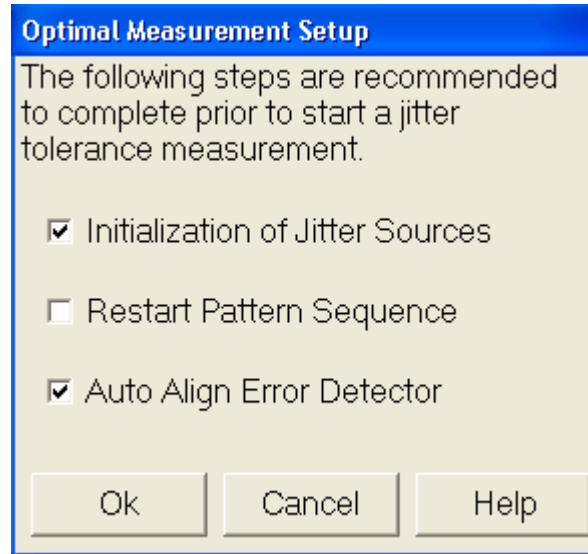 Optimal Measurement Setup
The following steps are recommended
to complete prior to start a jitter
tolerance measurement.
Initialization of Jitter Sources
Restart Pattern Sequence
Auto Align Error Detector
Ok Cancel Help